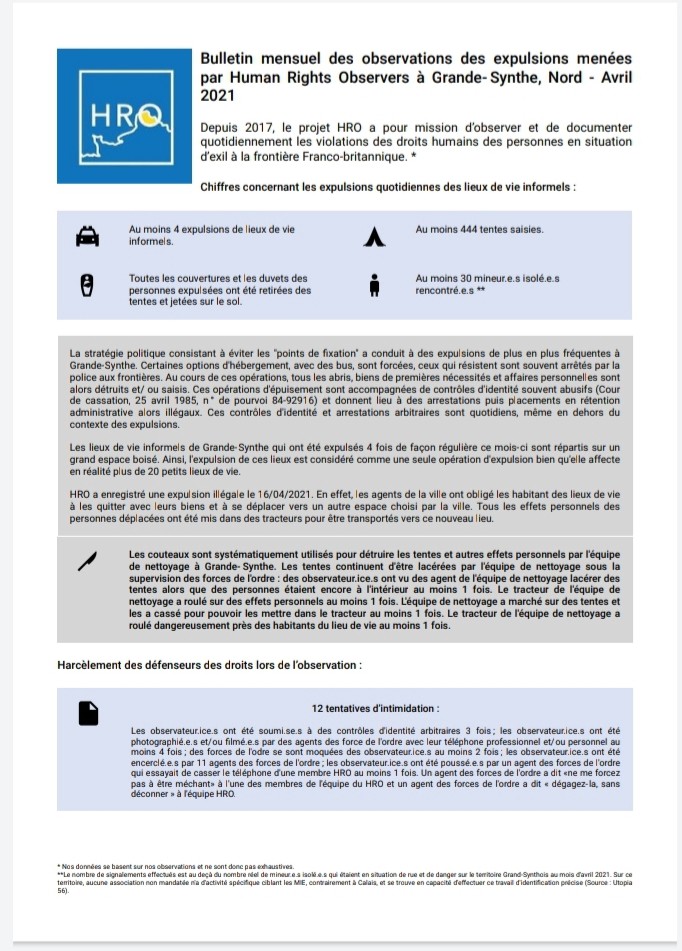 HRO
Bulletin mensuel des observations des expulsions menées
par Human Rights Observers à Grande-Synthe, Nord - Avril
2021
Depuis 2017, le projet HRO a pour mission d'observer et de documenter
quotidiennement les violations des droits humains des personnes en situation
d'exil à la frontière Franco-britannique. *
Chiffres concernant les expulsions quotidiennes des lieux de vie informels :
Au moins 4 expulsions de lieux de vie
informels.
Au moins 444 tentes saisies.
Toutes les couvertures et les duvets des
personnes expulsées ont été retirées des
tentes et jetées sur le sol.
Au moins 30 mineur.e.s isolé.e.s
rencontré.e.s **
La stratégie politique consistant à éviter les "points de fixation" a conduit à des expulsions de plus en plus fréquentes à
Grande-Synthe. Certaines options d'hébergement, avec des bus, sont forcées, ceux qui résistent sont souvent arrêtés par la
police aux frontières. Au cours de ces opérations, tous les abris, biens de premières nécessités et affaires personnelles sont
alors détruits et/ ou saisis. Ces opérations d'épuisement sont accompagnées de contrôles d'identité souvent abusifs (Cour
de cassation, 25 avril 1985, n° de pourvoi 84-92916) et donnent lieu à des arrestations puis placements en rétention
administrative alors illégaux. Ces contrôles d'identité et arrestations arbitraires sont quotidiens, même en dehors du
contexte des expulsions.
Les lieux de vie informels de Grande-Synthe qui ont été expulsés 4 fois de façon régulière ce mois-ci sont répartis sur un
grand espace boisé. Ainsi, l'expulsion de ces lieux est considéré comme une seule opération d'expulsion bien qu'elle affecte
en réalité plus de 20 petits lieux de vie.
HRO a enregistré une expulsion illégale le 16/04/2021. En effet, les agents de la ville ont obligé les habitant des lieux de vie
à les quitter avec leurs biens et à se déplacer vers un autre espace choisi par la ville. Tous les effets personnels des
personnes déplacées ont été mis dans des tracteurs pour être transportés vers ce nouveau lieu.
Les couteaux sont systématiquement utilisés pour détruire les tentes et autres effets personnels par l'équipe
de nettoyage à Grande-Synthe. Les tentes continuent d'être lacérées par l'équipe de nettoyage sous la
supervision des forces de l'ordre : des observateur.ice.s ont vu des agent de l'équipe de nettoyage lacérer des
tentes alors que des personnes étaient encore à l'intérieur au moins 1 fois. Le tracteur de l'équipe de
nettoyage a roulé sur des effets personnels au moins 1 fois. L'équipe de nettoyage a marché sur des tentes et
les a cassé pour pouvoir les mettre dans le tracteur au moins 1 fois. Le tracteur de l'équipe de nettoyage a
roulé dangereusement près des habitants du lieu de vie au moins 1 fois.
Harcèlement des défenseurs des droits lors de l'observation :
12 tentatives d'intimidation :
Les observateur.ice.s ont été soumi.se.s à des contrôles d'identité arbitraires 3 fois ; les observateur.ice.s ont été
photographié.e.s et/ou filmé.e.s par des agents des force de l'ordre avec leur téléphone professionnel et/ou personnel au
moins 4 fois ; des forces de l'odre se sont moquées des observateur.ice.s au moins 2 fois ; les observateur.ice.s ont été
encerclé.e.s par 11 agents des forces de l'ordre ; les observateur.ice.s ont été poussé.e.s par un agent des forces de l'ordre
qui essayait de casser le téléphone d'une membre HRO au moins 1 fois. Un agent des forces de l'ordre a dit «ne me forcez
pas à être méchant» à l'une des membres de l'équipe du HRO et un agent des forces de l'ordre a dit « dégagez-la, sans
déconner » à l'équipe HRO.
* Nos données se basent sur nos observations et ne sont donc pas exhaustives.
**Le nombre de signalements effectués est au deçà du nombre réel de mineur.e.s isolé.e.s qui étaient en situation de rue et de danger sur le territoire Grand-Synthois au mois d'avril 2021. Sur ce
territoire, aucune association non mandatée n'a d'activité spécifique ciblant les MIE, contrairement à Calais, et se trouve en capacité d'effectuer ce travail d'identification précise (Source : Utopia
56).